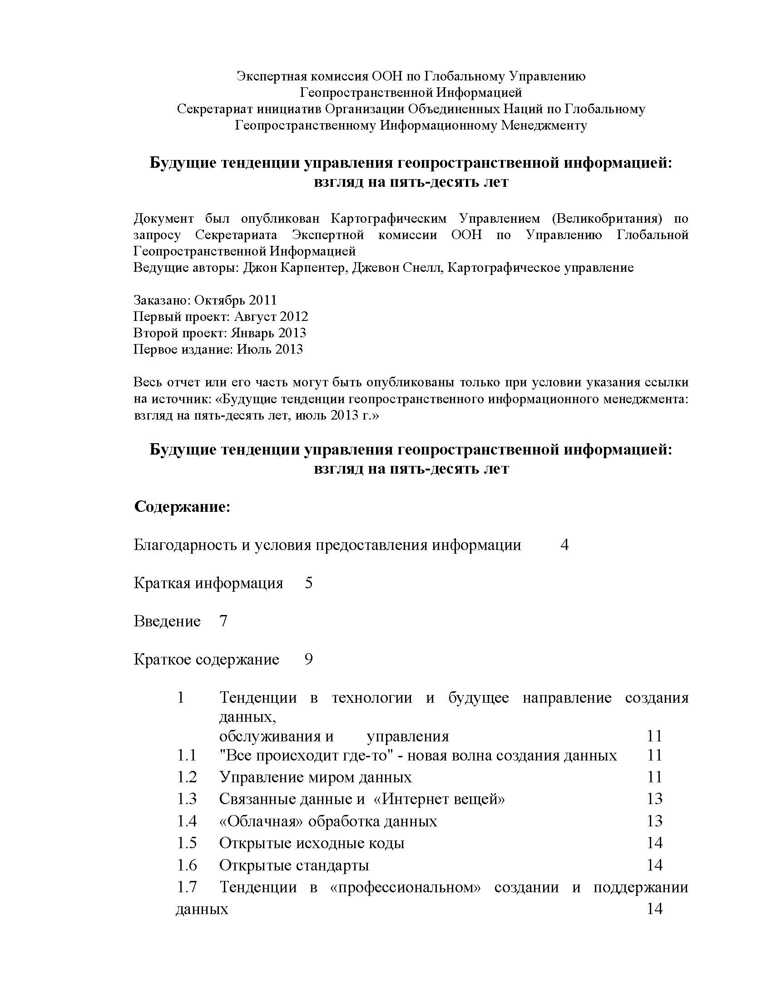 Экспертная комиссия ООН по Глобальному Управлению
Геопространственной Информацией
Секретариат инициатив Организации Объединенных Наций по Глобальному
Геопространственному Информационному Менеджменту
Будущие тенденции управления геопространственной информацией:
взгляд на пять-десять лет
Документ был опубликован Картографическим Управлением (Великобритания) по
запросу Секретариата Экспертной комиссии ООН по Управлению Глобальной
Геопространственной Информацией
Ведущие авторы: Джон Карпентер, Джевон Снелл, Картографическое управление
Заказано: Октябрь 2011
Первый проект: Август 2012
Второй проект: Январь 2013
Первое издание: Июль 2013
Весь отчет или его часть могут быть опубликованы только при условии указания ссылки
на источник: «Будущие тенденции геопространственного информационного менеджмента:
взгляд на пять-десять лет, июль 2013 г.»
Будущие тенденции управления геопространственной информацией:
взгляд на пять-десять лет
Содержание:
Благодарность и условия предоставления информации 4
Краткая информация 5
Введение 7
Краткое содержание 9
1 Тенденции в технологии и будущее направление создания
данных,
обслуживания и управления 11
1.1 "Все происходит где-то" - новая волна создания данных 11
1.2 Управление миром данных 11
1.3 Связанные данные и «Интернет вещей» 13
1.4 «Облачная» обработка данных 13
1.5 Открытые исходные коды 14
1.6 Открытые стандарты 14
1.7 Тенденции в «профессиональном» создании и поддержании
данных 14